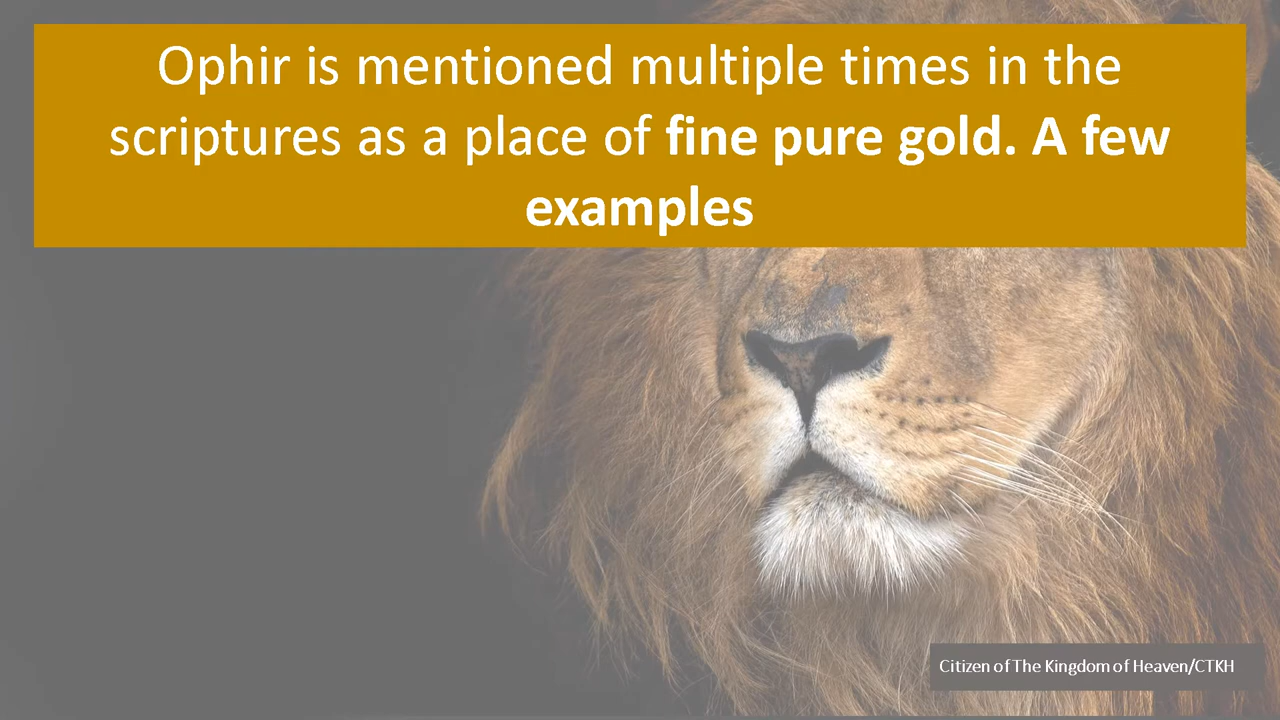 Ophir is mentioned multiple times in the
scriptures as a place of fine pure gold. A few
examples
Citizen of The Kingdom of Heaven/CTKH